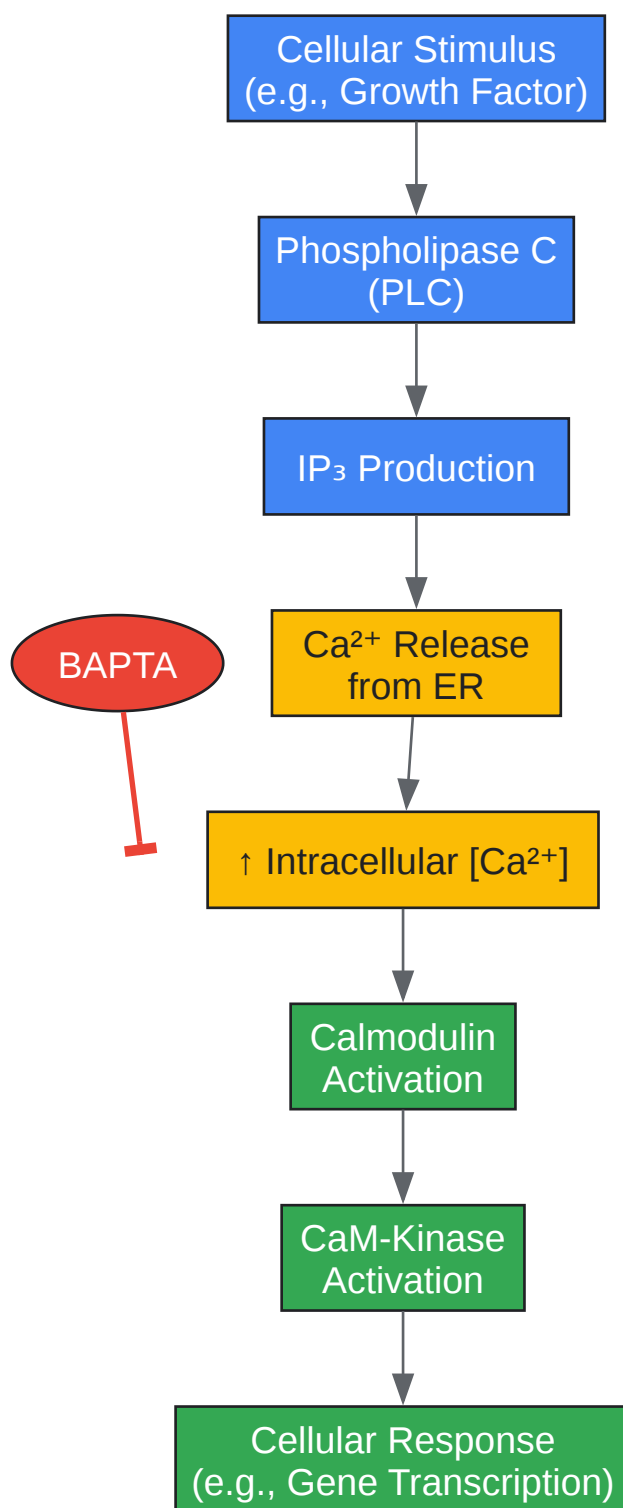 Cellular Stimulus
(e.g., Growth Factor)
Phospholipase C
(PLC)
IP₃ Production
Ca²⁺ Release
from ER
BAPTA
↑ Intracellular [Ca²⁺]
Calmodulin
Activation
CaM-Kinase
Activation
Cellular Response
(e.g., Gene Transcription)